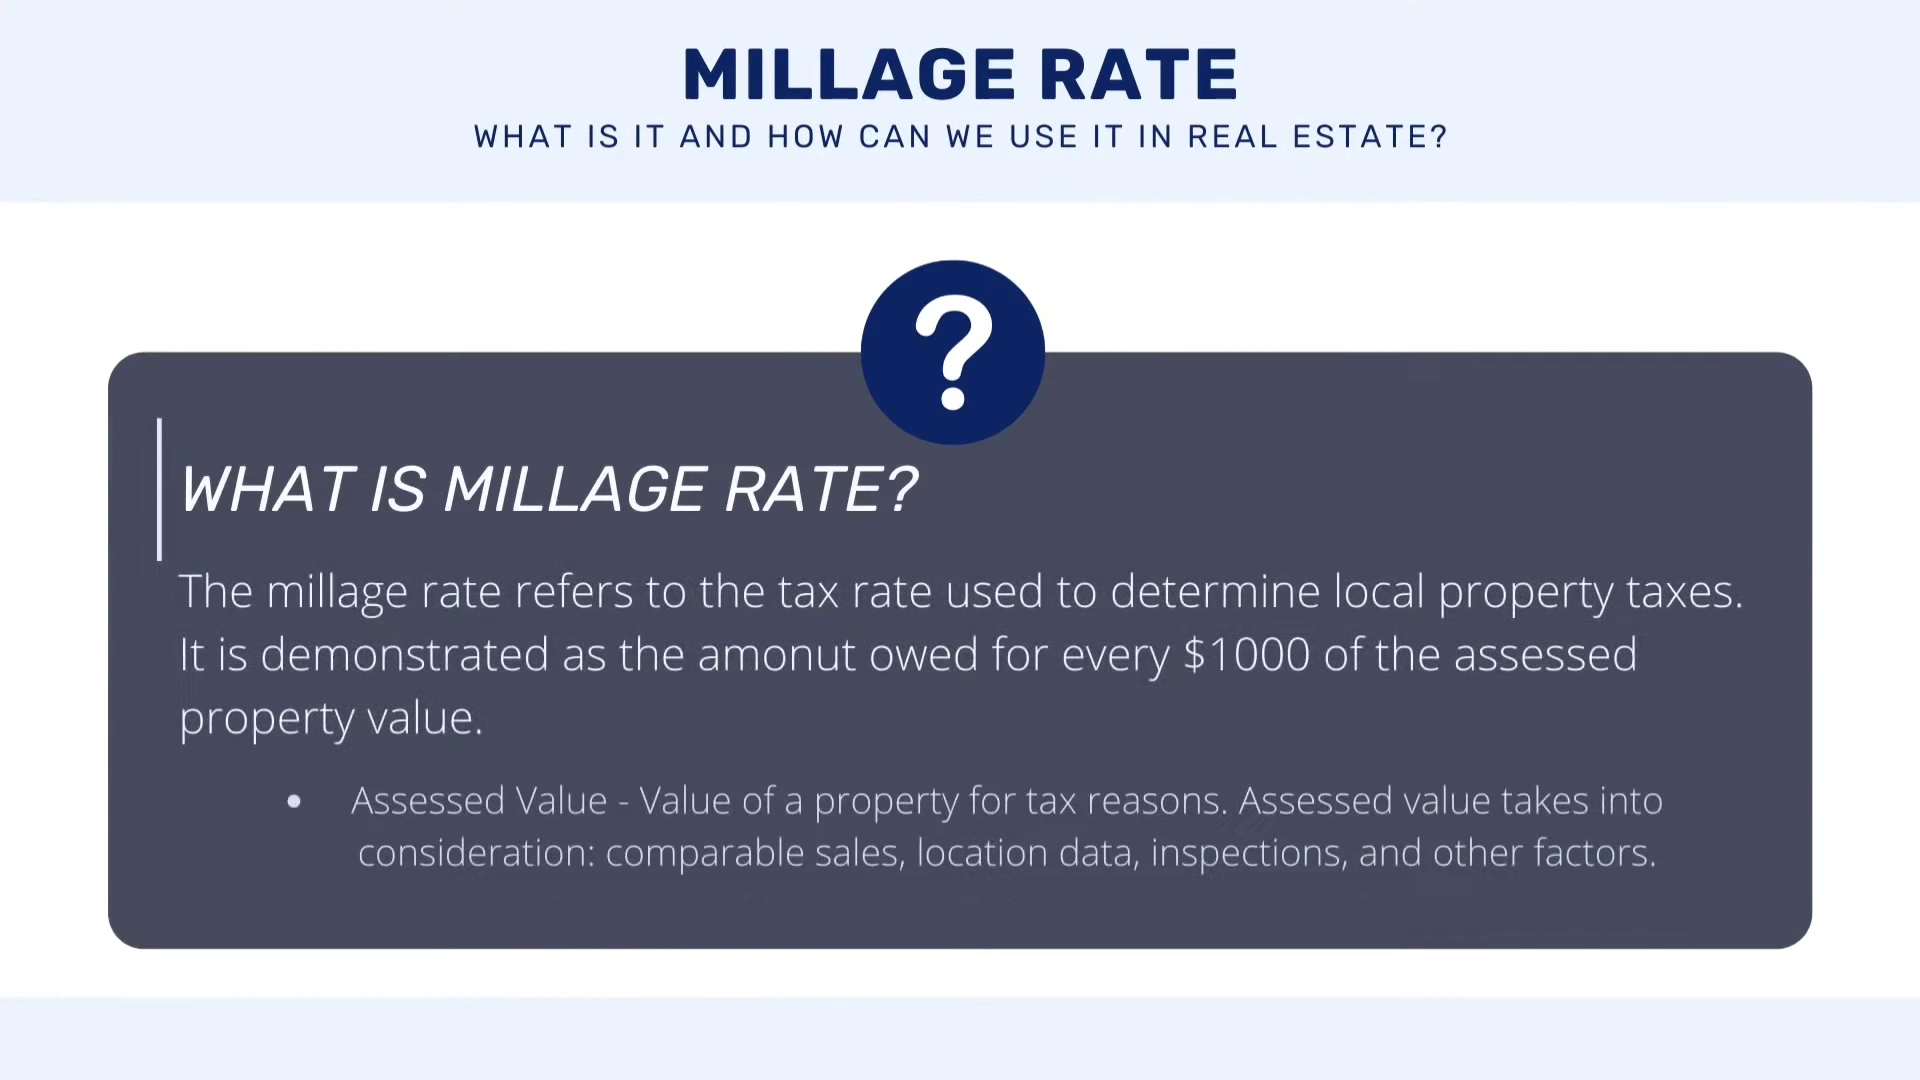 MILLAGE RATE
WHAT IS IT AND HOW CAN WE USE IT IN REAL ESTATE?
?
WHAT IS MILLAGE RATE?
The millage rate refers to the tax rate used to determine local property taxes.
It is demonstrated as the amonut owed for every $1000 of the assessed
property value.
• Assessed Value - Value of a property for tax reasons. Assessed value takes into
consideration: comparable sales, location data, inspections, and other factors.